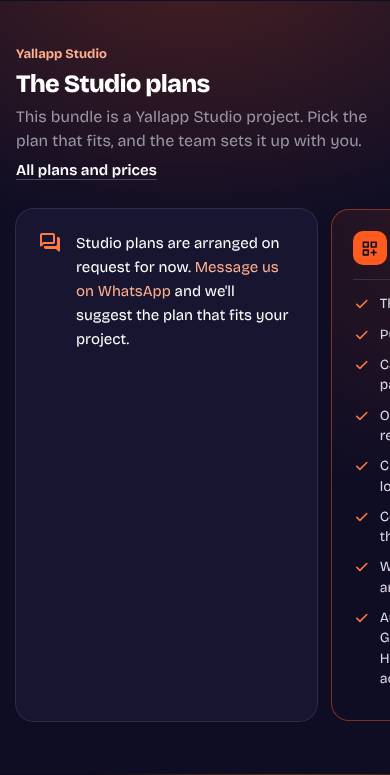 Yallapp Studio
The Studio plans
This bundle is a Yallapp Studio project. Pick the
plan that fits, and the team sets it up with you.
All plans and prices
Studio plans are arranged on
request for now. Message us
on WhatsApp and we'll
suggest the plan that fits your
project.